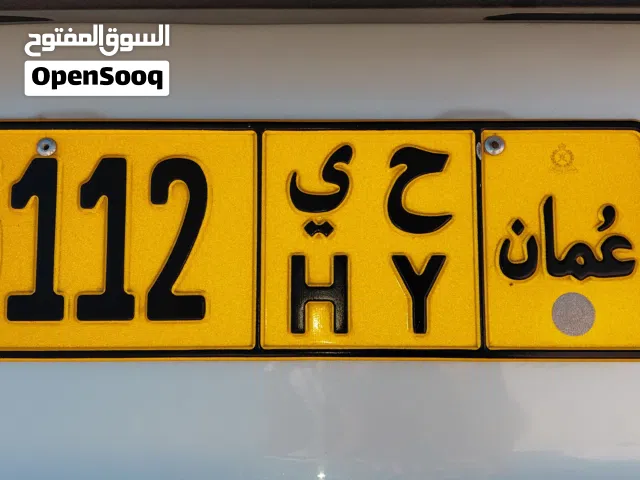 السوق المفتوح
OpenSooq
112 ح ي عُمان
H Y